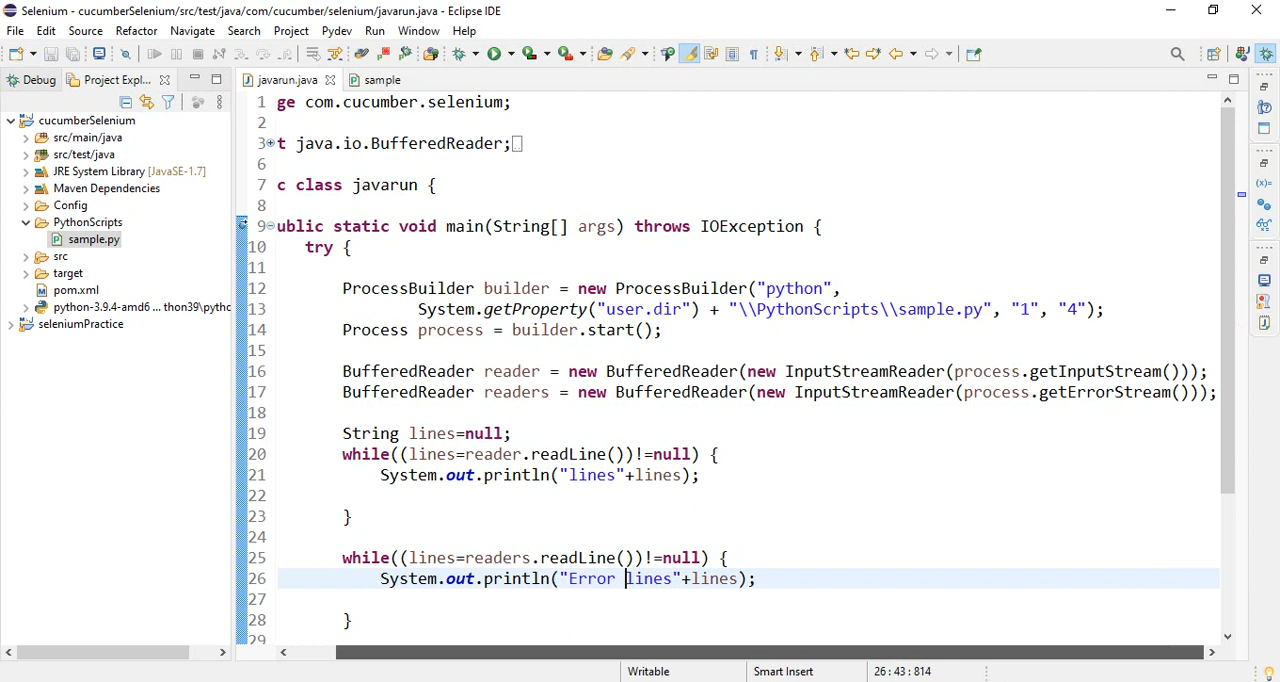 Selenium - cucumberSelenium/src/test/java/com/cucumber/selenium/javarun.java - Eclipse IDE
File Edit Source Refactor Navigate Search Project Pydev Run Window Help
Debug Project Expl... javarun.java sample
cucumberSelenium
src/main/java
src/test/java
JRE System Library [JavaSE-1.7]
Maven Dependencies
Config
PythonScripts
sample.py
src
target
pom.xml
python-3.9.4-amd6 ... thon39\pytho
seleniumPractice
1 ge com.cucumber.selenium;
2
3 t java.io.BufferedReader;
6
7 c class javarun {
8
9 ublic static void main(String[] args) throws IOException {
10 try {
11
12 ProcessBuilder builder = new ProcessBuilder("python",
13 System.getProperty("user.dir") + "\\PythonScripts\\sample.py", "1", "4");
14 Process process = builder.start();
15
16 BufferedReader reader = new BufferedReader(new InputStreamReader(process.getInputStream()));
17 BufferedReader readers = new BufferedReader(new InputStreamReader(process.getErrorStream()));
18
19 String lines=null;
20 while((lines=reader.readLine())!=null) {
21 System.out.println("lines"+lines);
22
23 }
24
25 while((lines=readers.readLine())!=null) {
26 System.out.println("Error lines"+lines);
27
28 }
29
Writable Smart Insert 26 : 43 : 814